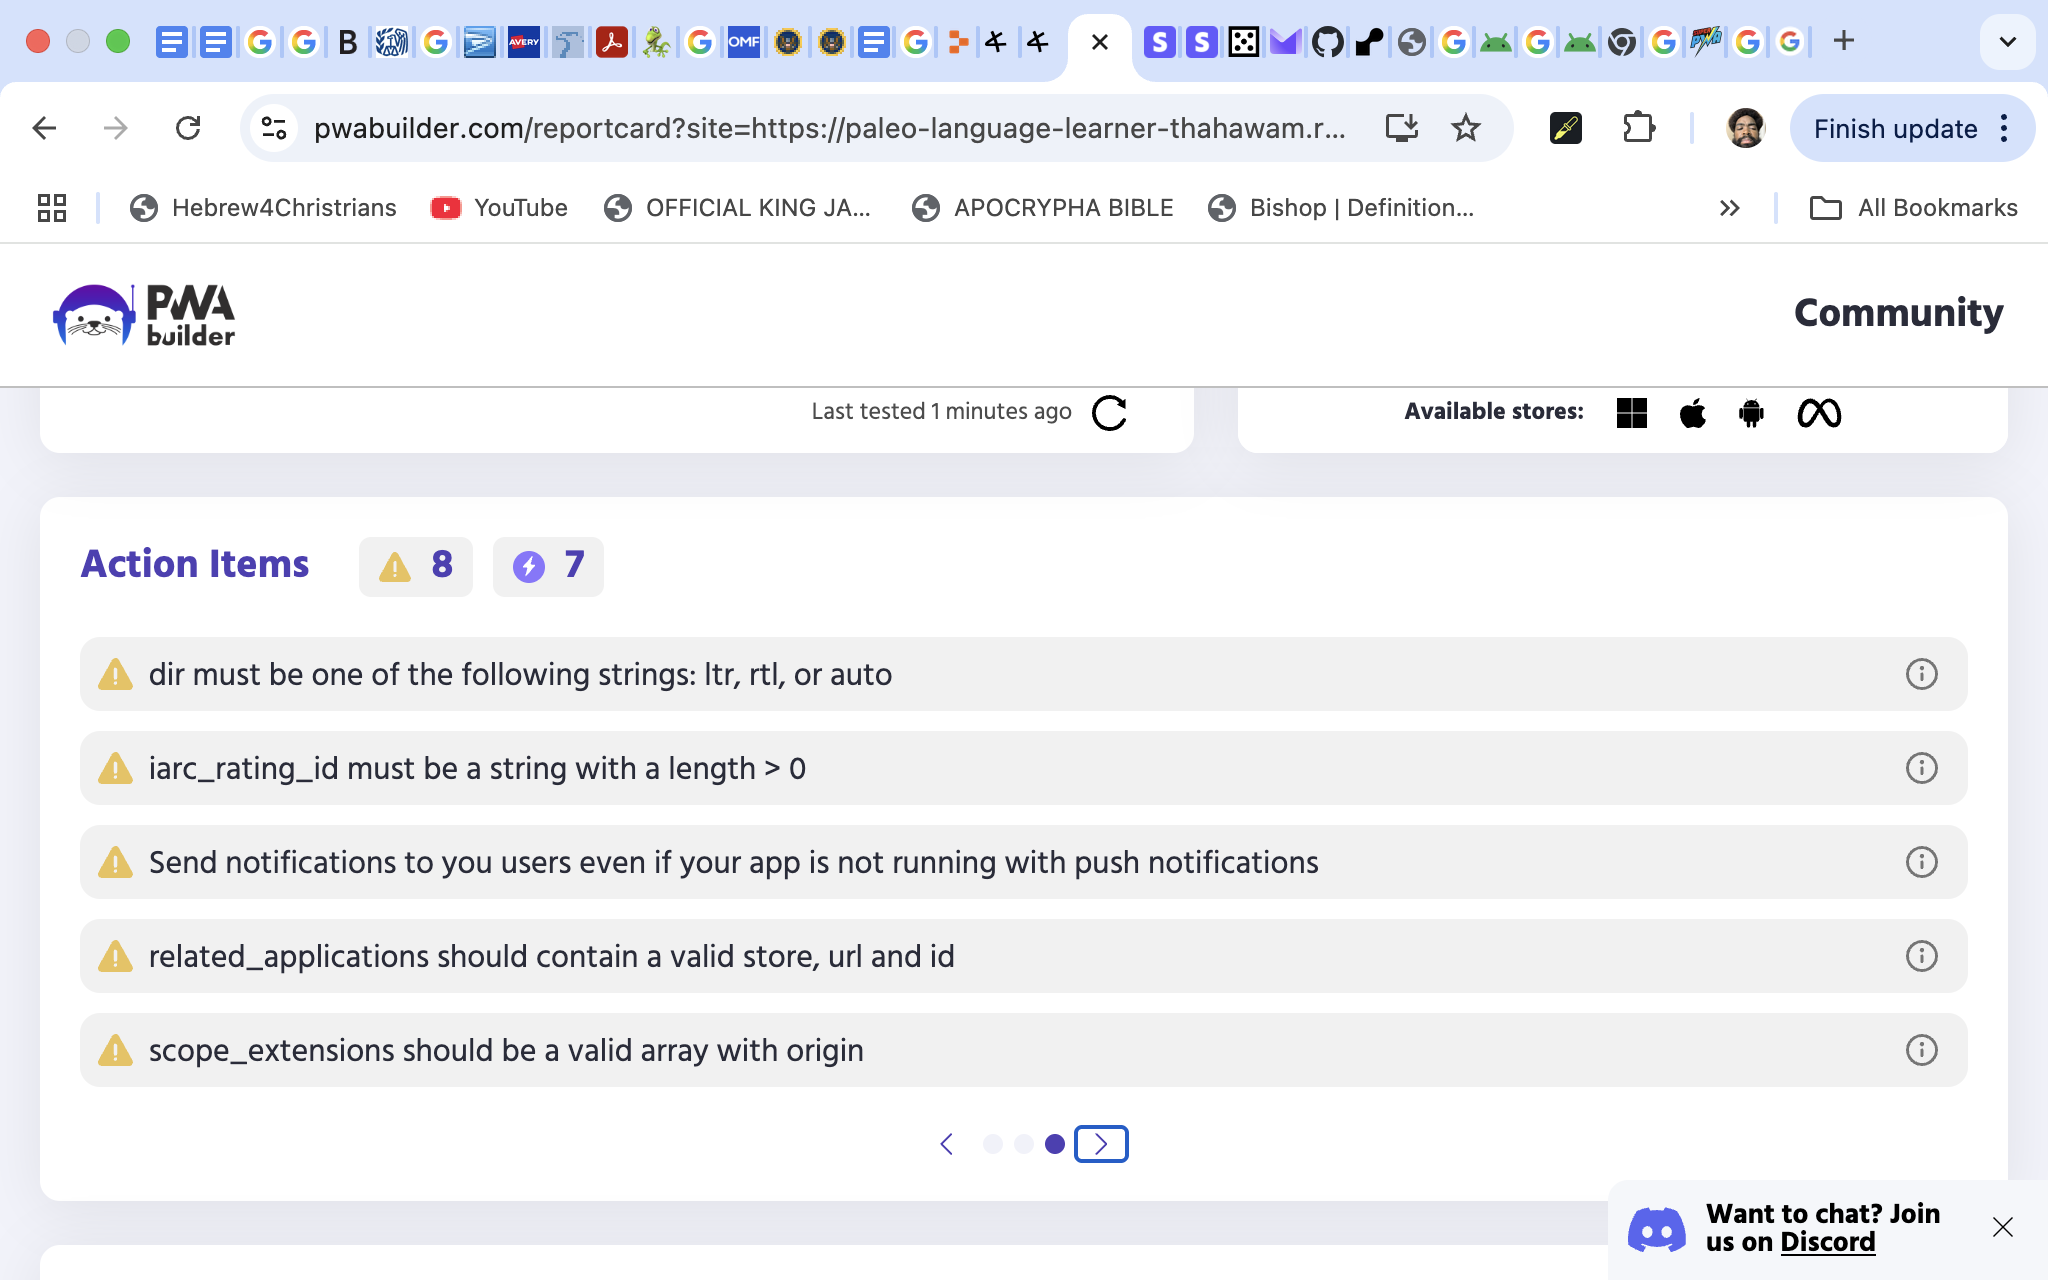 B
AVERY
OMF
S
S
pwabuilder.com/reportcard?site=https://paleo-language-learner-thahawam.r...
Finish update
Hebrew4Christrians
YouTube
OFFICIAL KING JA...
APOCRYPHA BIBLE
Bishop | Definition...
All Bookmarks
PWA
builder
Community
Last tested 1 minutes ago
Available stores:
Action Items
8
7
dir must be one of the following strings: ltr, rtl, or auto
iarc_rating_id must be a string with a length > 0
Send notifications to you users even if your app is not running with push notifications
related_applications should contain a valid store, url and id
scope_extensions should be a valid array with origin
Want to chat? Join
us on Discord